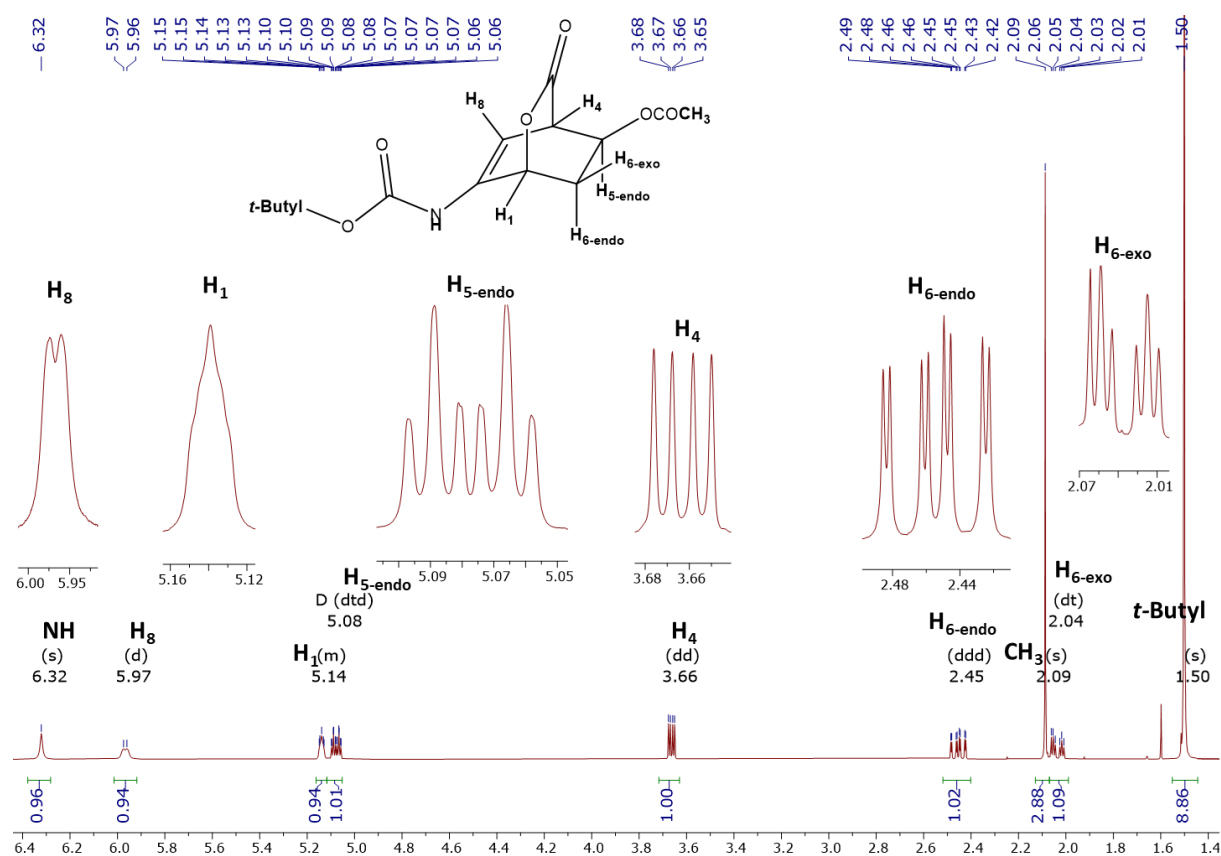 6.32 5.97 5.96 5.15 5.15 5.14 5.13 5.13 5.10 5.10 5.09 5.09 5.08 5.08 5.07 5.07 5.07 5.06 5.06 3.68 3.67 3.66 3.65 2.49 2.48 2.46 2.46 2.45 2.45 2.43 2.42 2.09 2.06 2.05 2.04 2.03 2.02 2.01 1.50
O
H8 O H4 OCOCH3
O
H6-exo
H5-endo
t-Butyl O N H H1
H6-endo
H8 H1 H5-endo H4 H6-endo H6-exo
2.07 2.01
6.00 5.95 5.16 5.12 5.09 5.07 5.05 3.68 3.66 2.48 2.44
H5-endo H6-exo
D (dtd) (dt)
5.08 2.04
NH H8 H1 H4 H6-endo CH3 t-Butyl
(s) (d) (m) (dd) (ddd) (s) (s)
6.32 5.97 5.14 3.66 2.45 2.09 1.50
0.96 0.94 0.94 1.01 1.00 1.02 2.88 1.09 8.86
6.4 6.2 6.0 5.8 5.6 5.4 5.2 5.0 4.8 4.6 4.4 4.2 4.0 3.8 3.6 3.4 3.2 3.0 2.8 2.6 2.4 2.2 2.0 1.8 1.6 1.4